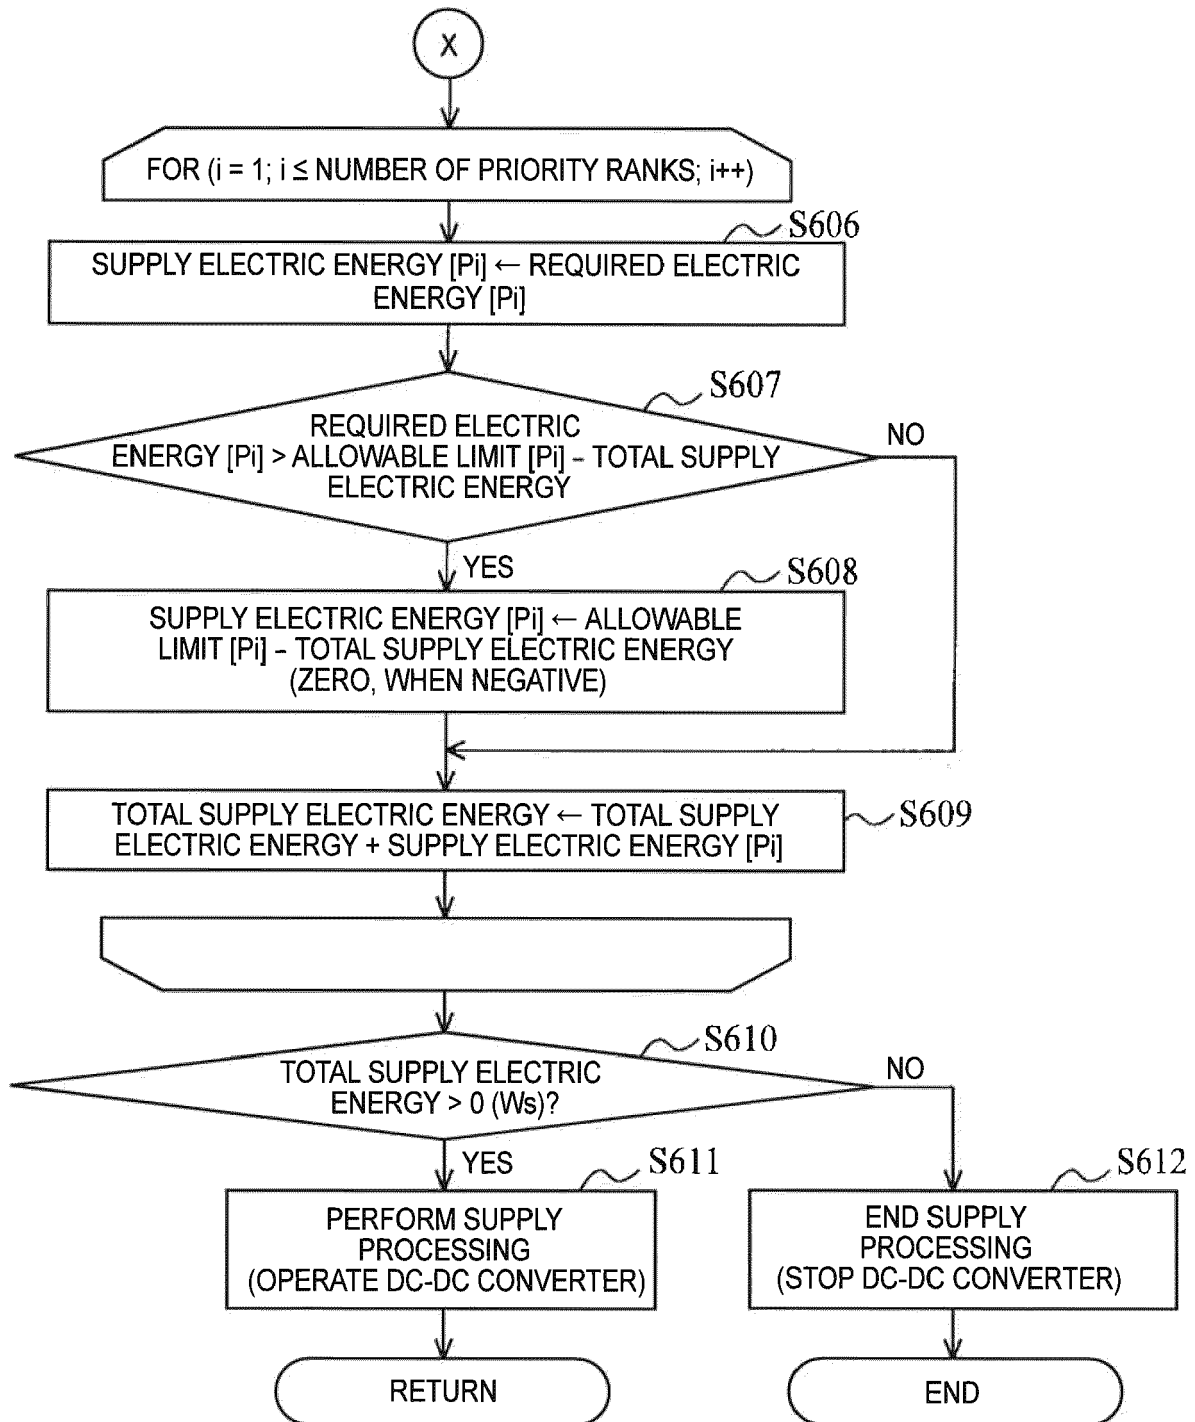 X
FOR (i = 1; i ≤ NUMBER OF PRIORITY RANKS; i++)
S606
SUPPLY ELECTRIC ENERGY [Pi] ← REQUIRED ELECTRIC
ENERGY [Pi]
S607
REQUIRED ELECTRIC
ENERGY [Pi] > ALLOWABLE LIMIT [Pi] – TOTAL SUPPLY
ELECTRIC ENERGY
NO
YES
S608
SUPPLY ELECTRIC ENERGY [Pi] ← ALLOWABLE
LIMIT [Pi] – TOTAL SUPPLY ELECTRIC ENERGY
(ZERO, WHEN NEGATIVE)
TOTAL SUPPLY ELECTRIC ENERGY ← TOTAL SUPPLY
ELECTRIC ENERGY + SUPPLY ELECTRIC ENERGY [Pi]
S609
S610
TOTAL SUPPLY ELECTRIC
ENERGY > 0 (Ws)?
NO
YES
S611
PERFORM SUPPLY
PROCESSING
(OPERATE DC-DC CONVERTER)
S612
END SUPPLY
PROCESSING
(STOP DC-DC CONVERTER)
RETURN
END